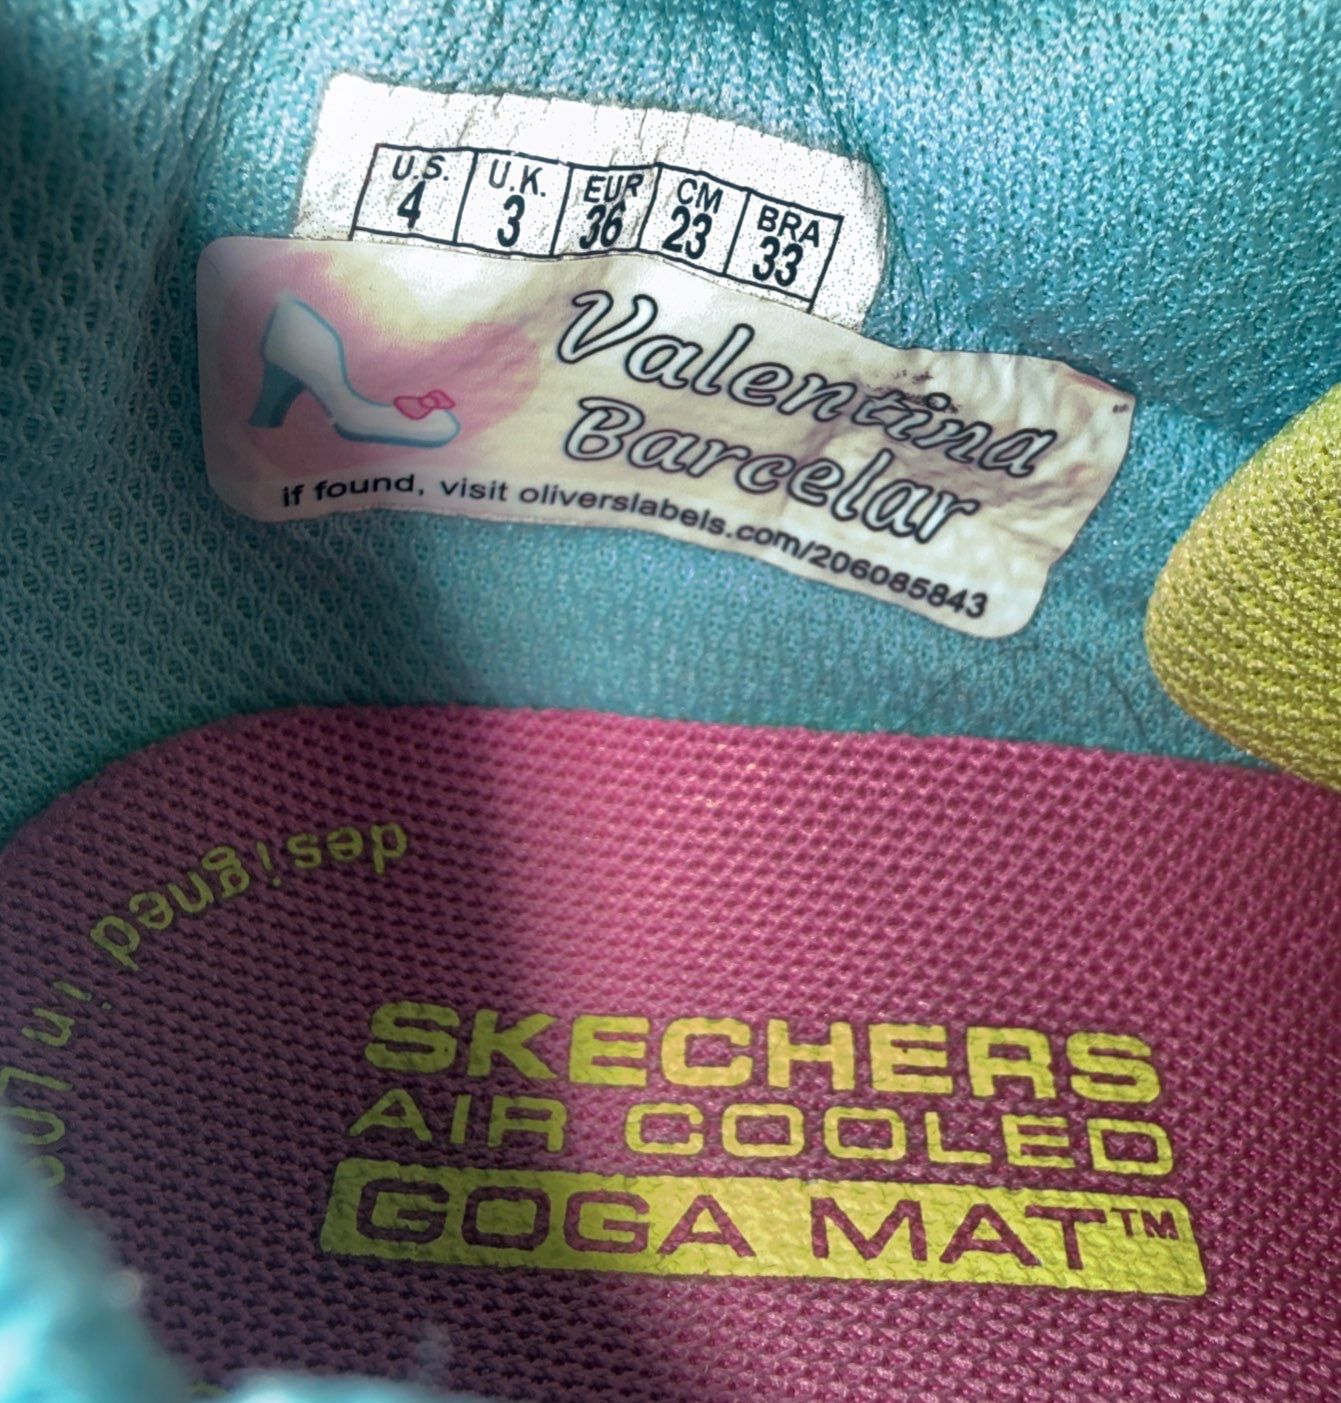 U.S. U.K. EUR CM BRA
4 3 36 23 33
Valentina
Barcelar
if found, visit oliverslabels.com/206085843
designed in Los
SKECHERS
AIR COOLED
GOGA MAT™